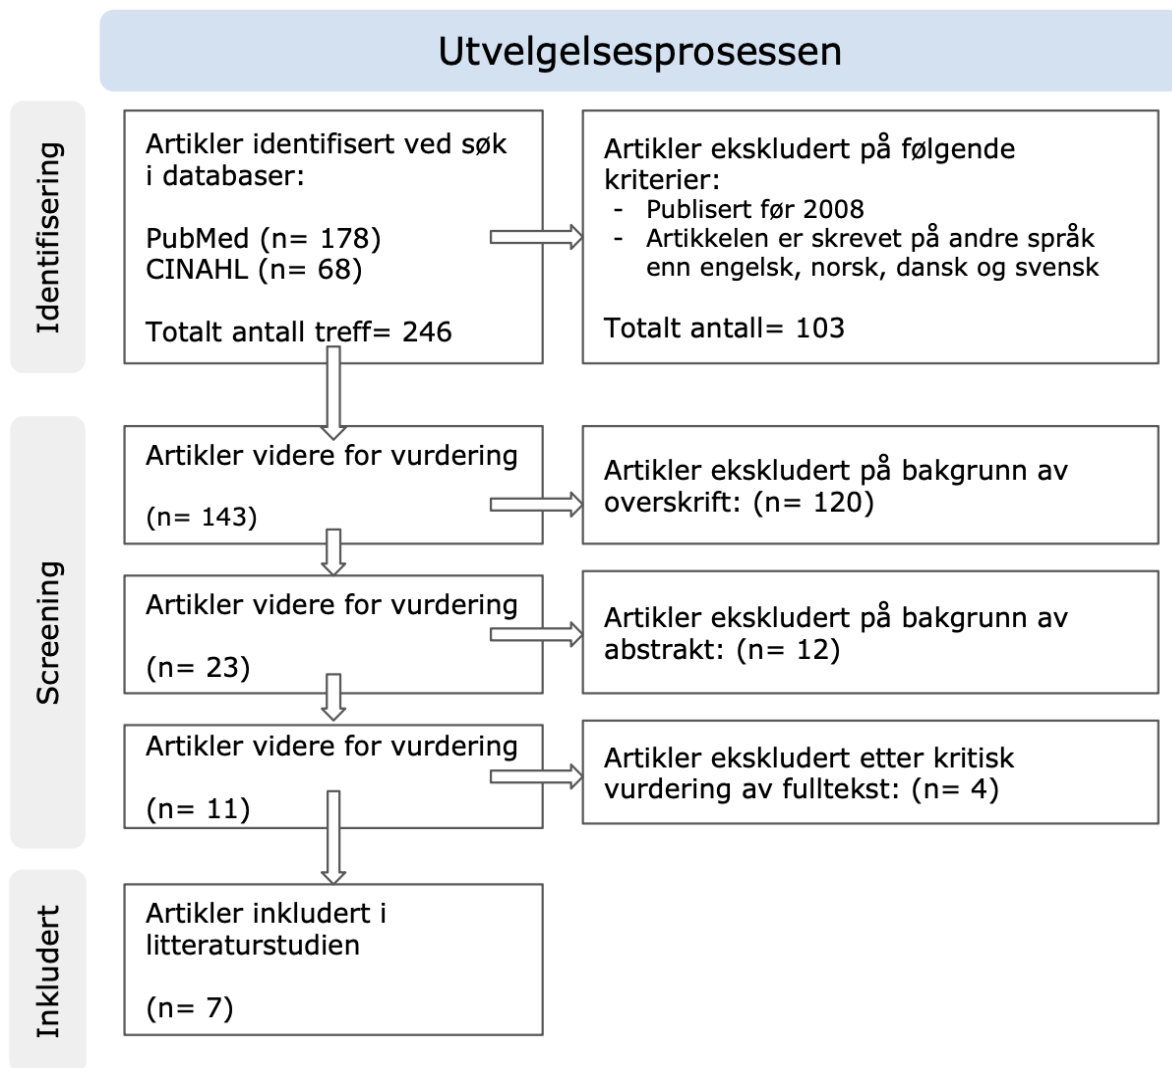 Utvelgelsesprosessen
Identifisering
Artikler identifisert ved søk
i databaser:
PubMed (n= 178)
CINAHL (n= 68)
Totalt antall treff= 246
Artikler ekskludert på følgende
kriterier:
- Publisert før 2008
- Artikkelen er skrevet på andre språk
enn engelsk, norsk, dansk og svensk
Totalt antall= 103
Screening
Artikler videre for vurdering
(n= 143)
Artikler ekskludert på bakgrunn av
overskrift: (n= 120)
Artikler videre for vurdering
(n= 23)
Artikler ekskludert på bakgrunn av
abstrakt: (n= 12)
Artikler videre for vurdering
(n= 11)
Artikler ekskludert etter kritisk
vurdering av fulltekst: (n= 4)
Inkludert
Artikler inkludert i
litteraturstudien
(n= 7)